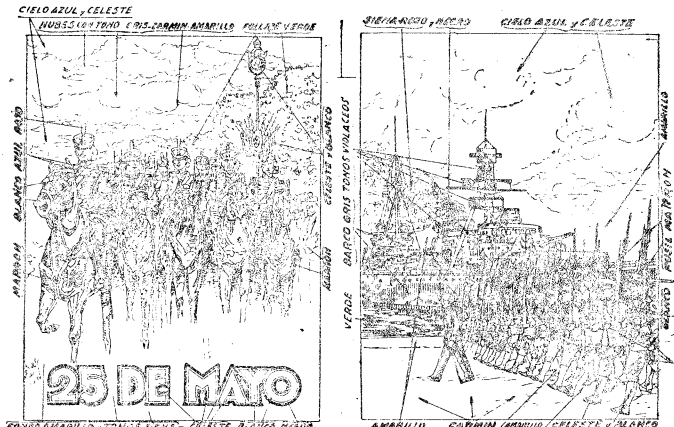 CIELO AZUL y CELESTE
NUBES CON TONO GRIS-CARMIN-AMARILLO FOLLAJE VERDE
ROJO
BLANCO AZUL
MARRON
CELESTE y BLANCO
MARRON
25 DE MAYO
SIENA ROJO y NEGRO
CIELO AZUL y CELESTE
BARCO GRIS TONOS VIOLACEOS
VERDE
AMARILLO
MARRON
BLANCO
AMARILLO
CARMIN/AMARILLO/CELESTE y BLANCO